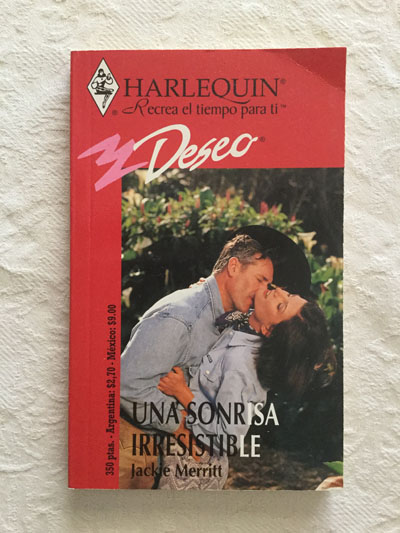 HARLEQUIN®
® Recrea el tiempo para ti™
Deseo®
350 ptas. - Argentina: $2,70 - México: $9.00
UNA SONRISA
IRRESISTIBLE
Jackie Merritt